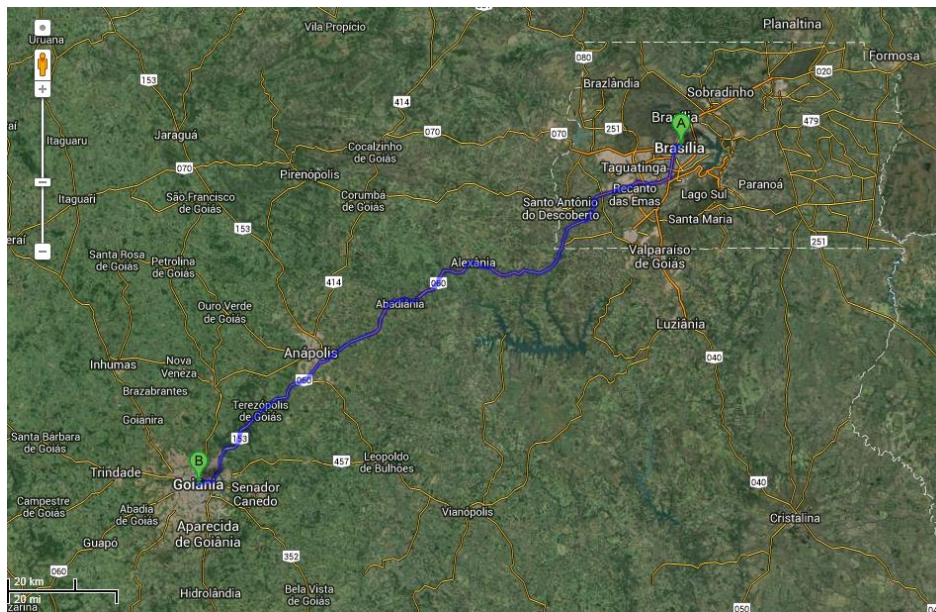 Vila Propício
Planaltina
Uruana
153
080
Formosa
Brazlândia
Sobradinho
020
414
A
Brasília
Itaguaru
Jaraguá
070
070
251
479
Cocalzinho
de Goiás
Brasília
070
Pirenópolis
Taguatinga
Itaguari
São Francisco
de Goiás
Corumbá
de Goiás
Recanto
das Emas
Paranoá
Lago Sul
Santo Antônio
do Descoberto
153
Santa Maria
251
Santa Rosa
de Goiás
Petrolina
de Goiás
Alexânia
Valparaíso
de Goiás
414
060
Ouro Verde
de Goiás
Abadiânia
Luziânia
Anápolis
040
Inhumas
Nova
Veneza
060
Brazabrantes
Terezópolis
de Goiás
Goianira
Santa Bárbara
de Goiás
153
B
457
Leopoldo
de Bulhões
Trindade
Goiânia
Senador
Canedo
040
Campestre
de Goiás
Abadia
de Goiás
Vianópolis
Cristalina
Aparecida
de Goiânia
Guapó
352
060
20 km
20 mi
Hidrolândia
Bela Vista
de Goiás
050